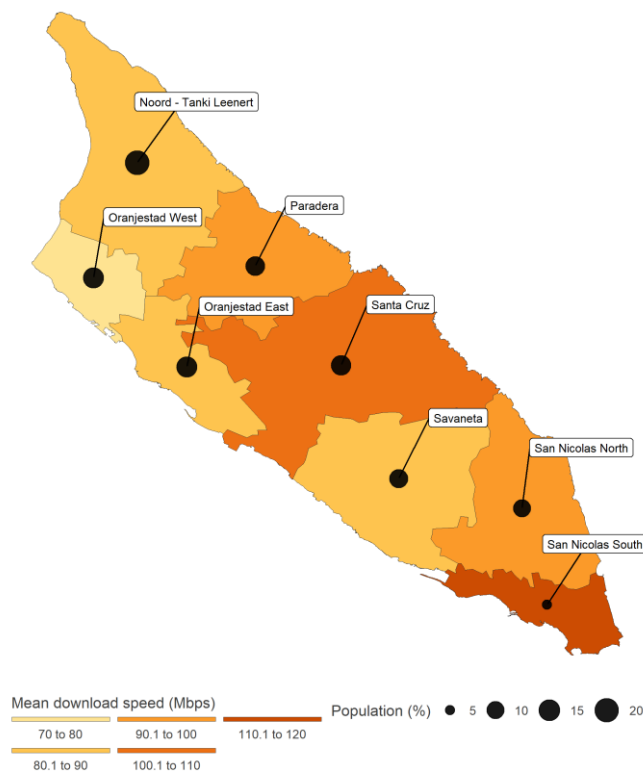 Noord - Tanki Leenert
Paradera
Oranjestad West
Oranjestad East
Santa Cruz
Savaneta
San Nicolas North
San Nicolas South
Mean download speed (Mbps)
70 to 80
90.1 to 100
110.1 to 120
80.1 to 90
100.1 to 110
Population (%)
5
10
15
20